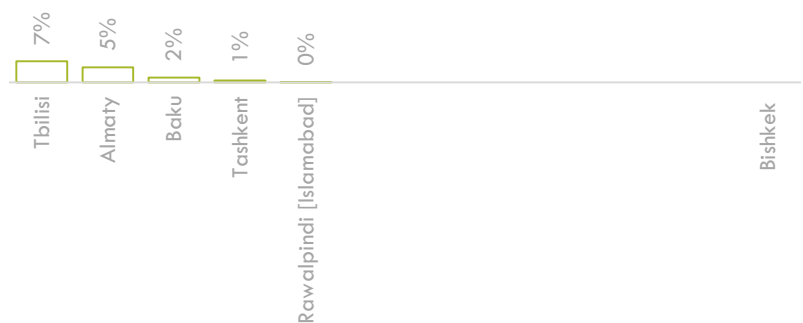 7%
5%
2%
1%
0%
Tbilisi
Almaty
Baku
Tashkent
Rawalpindi [Islamabad]
Bishkek